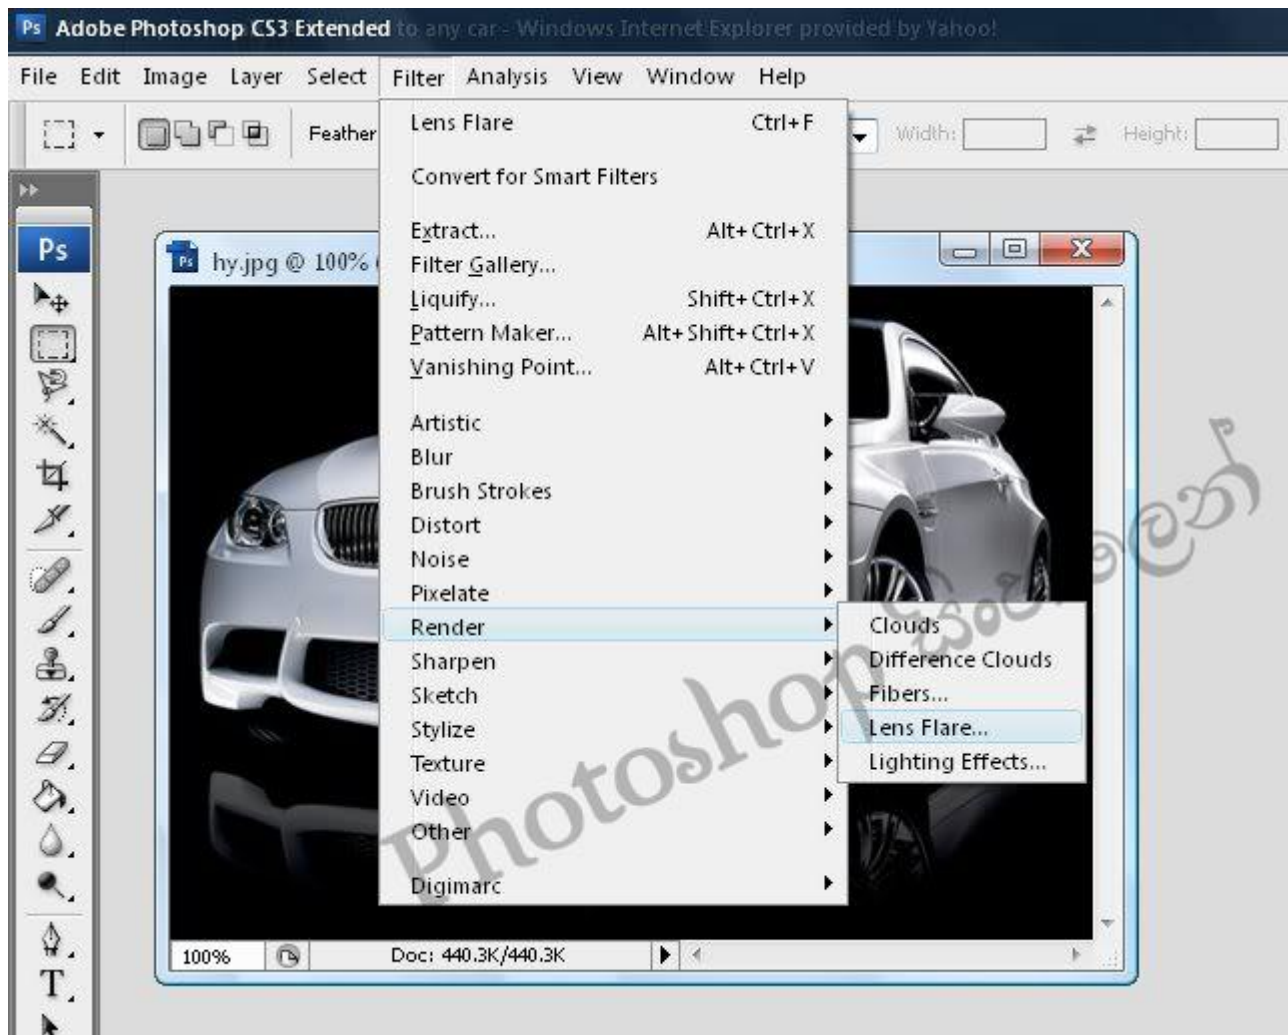 Ps Adobe Photoshop CS3 Extended to any car - Windows Internet Explorer provided by Yahoo!
File Edit Image Layer Select Filter Analysis View Window Help
Feather Width: Height:
Lens Flare Ctrl+F
Convert for Smart Filters
Extract... Alt+Ctrl+X
Filter Gallery...
Liquify... Shift+Ctrl+X
Pattern Maker... Alt+Shift+Ctrl+X
Vanishing Point... Alt+Ctrl+V
Artistic
Blur
Brush Strokes
Distort
Noise
Pixelate
Render
Sharpen
Sketch
Stylize
Texture
Video
Other
Digimarc
Clouds
Difference Clouds
Fibers...
Lens Flare...
Lighting Effects...
Ps
Ps hy.jpg @ 100%
100% Doc: 440.3K/440.3K
T
Photoshop